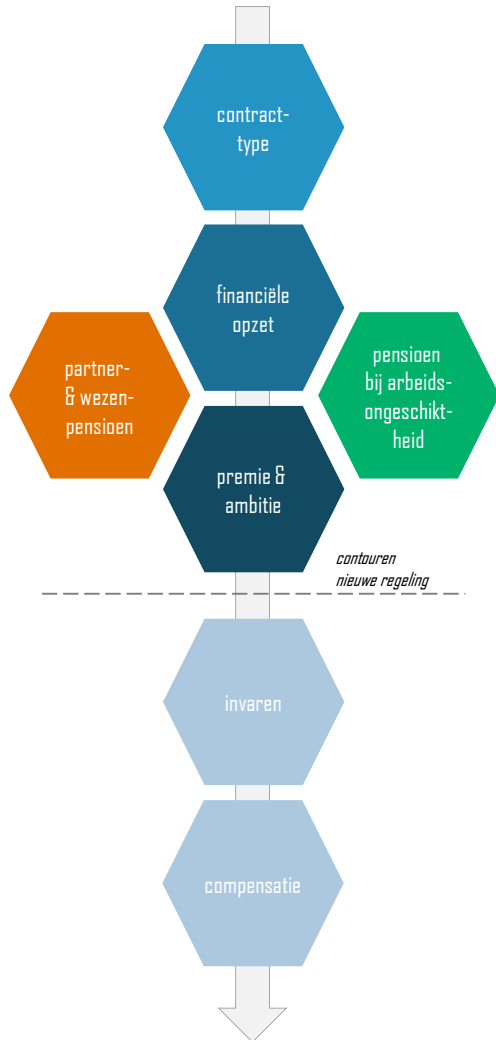 contract-
type
financiële
opzet
partner-
& wezen-
pensioen
pensioen
bij arbeids-
ongeschikt-
heid
premie &
ambitie
contouren
nieuwe regeling
invaren
compensatie